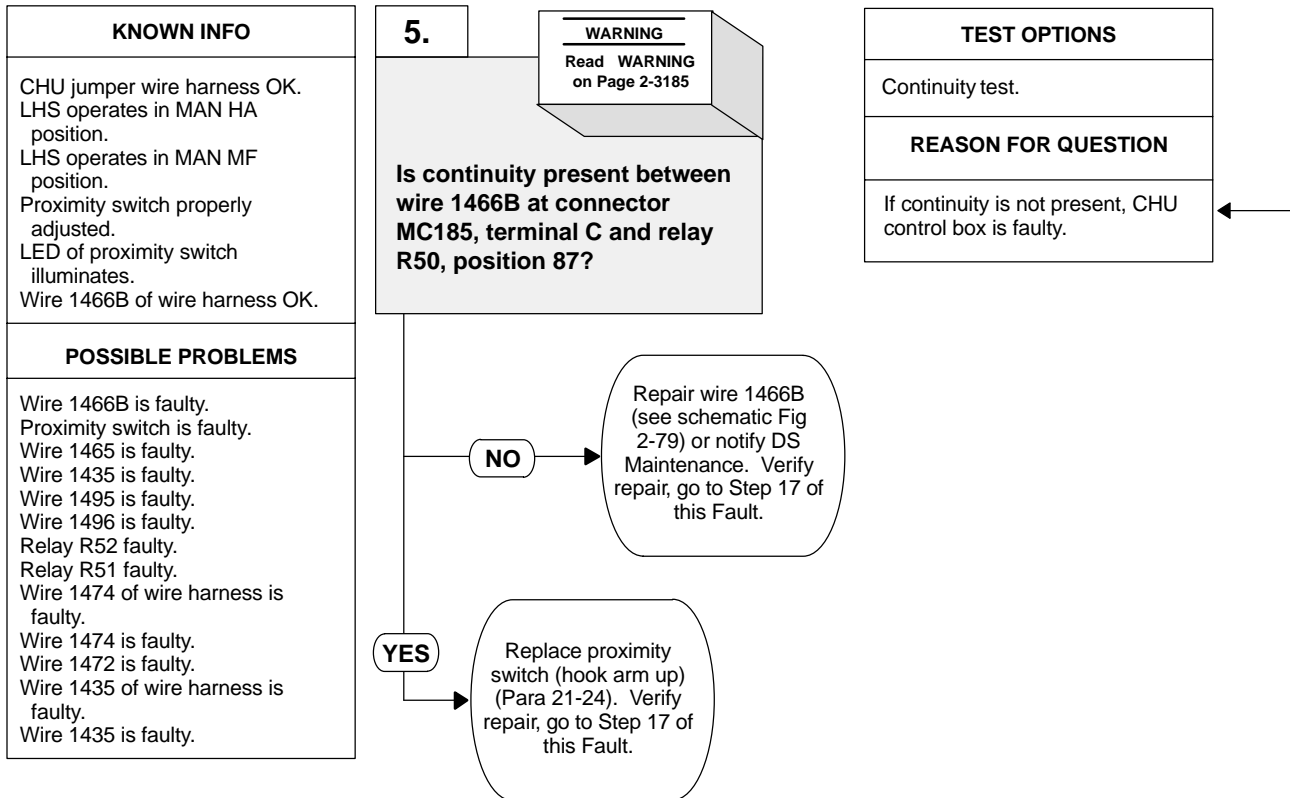 KNOWN INFO
CHU jumper wire harness OK.
LHS operates in MAN HA
position.
LHS operates in MAN MF
position.
Proximity switch properly
adjusted.
LED of proximity switch
illuminates.
Wire 1466B of wire harness OK.
POSSIBLE PROBLEMS
Wire 1466B is faulty.
Proximity switch is faulty.
Wire 1465 is faulty.
Wire 1435 is faulty.
Wire 1495 is faulty.
Wire 1496 is faulty.
Relay R52 faulty.
Relay R51 faulty.
Wire 1474 of wire harness is
faulty.
Wire 1474 is faulty.
Wire 1472 is faulty.
Wire 1435 of wire harness is
faulty.
Wire 1435 is faulty.
5.
WARNING
Read WARNING
on Page 2-3185
Is continuity present between
wire 1466B at connector
MC185, terminal C and relay
R50, position 87?
NO
Repair wire 1466B
(see schematic Fig
2-79) or notify DS
Maintenance. Verify
repair, go to Step 17 of
this Fault.
YES
Replace proximity
switch (hook arm up)
(Para 21-24). Verify
repair, go to Step 17 of
this Fault.
TEST OPTIONS
Continuity test.
REASON FOR QUESTION
If continuity is not present, CHU
control box is faulty.